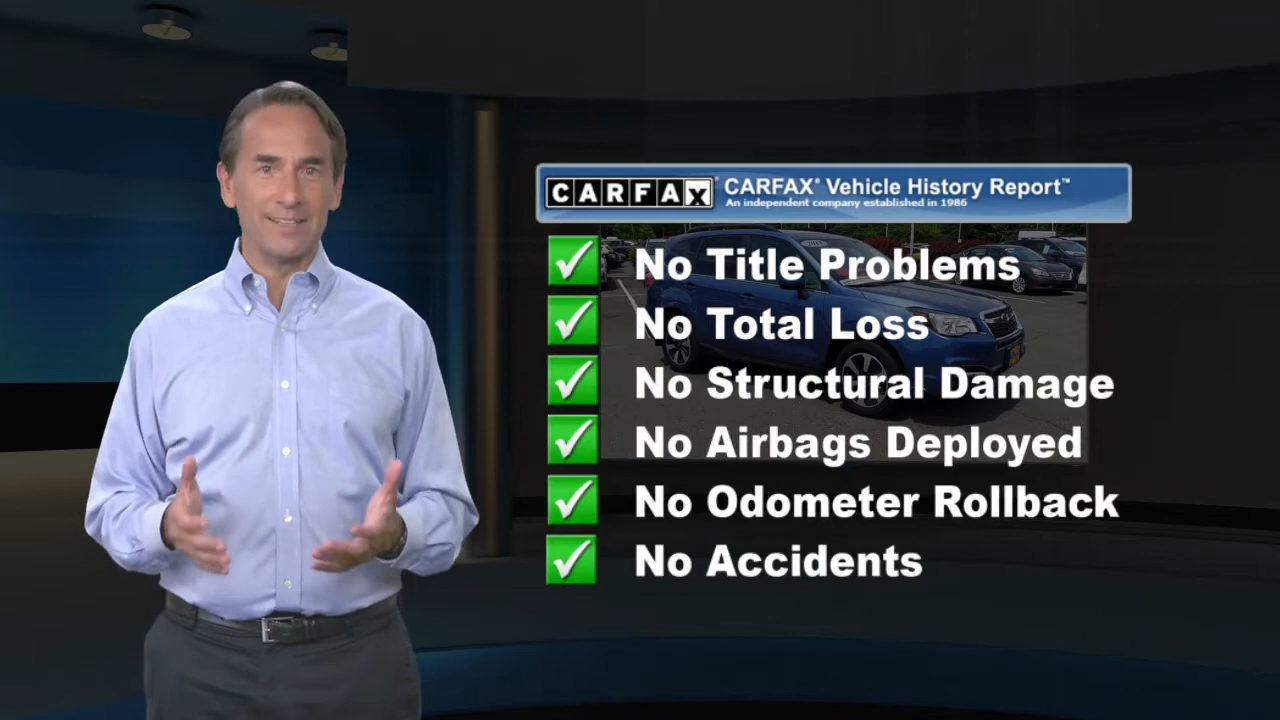 CARFAX® CARFAX® Vehicle History Report™
An independent company established in 1986
No Title Problems
No Total Loss
No Structural Damage
No Airbags Deployed
No Odometer Rollback
No Accidents